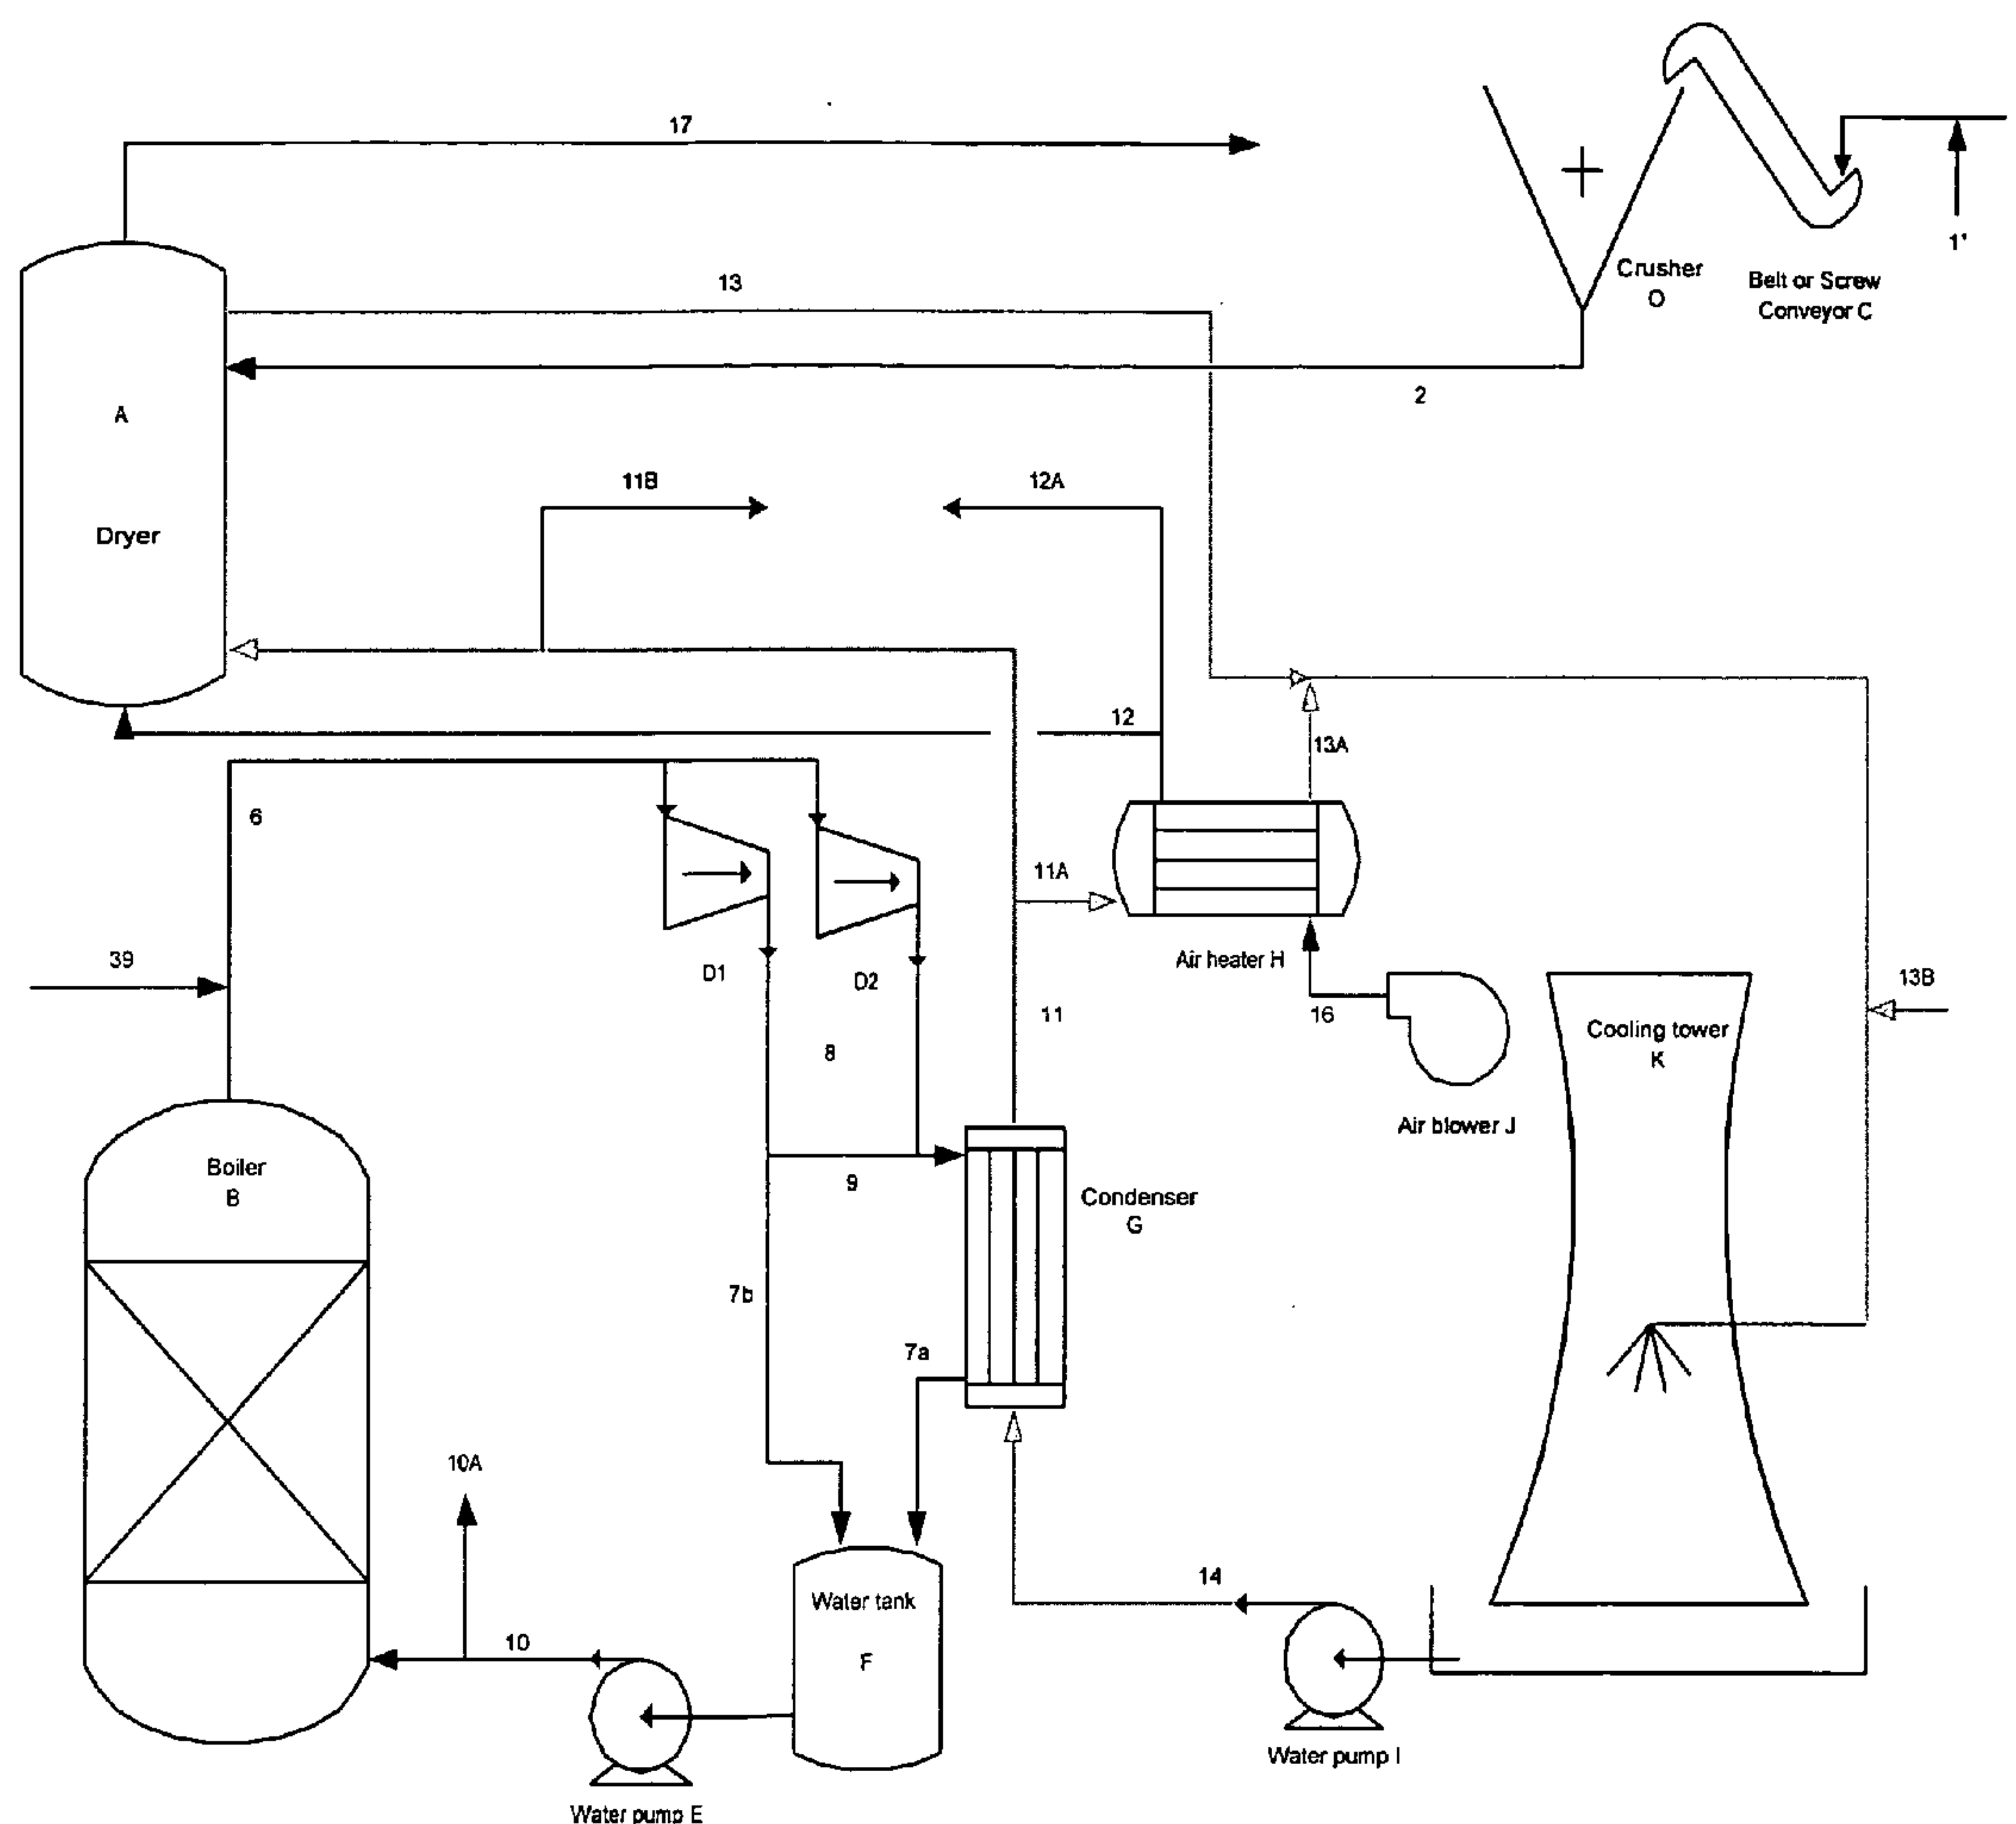 17
1'
Crusher
O
Belt or Screw
Conveyor C
13
2
A
Dryer
11B
12A
12
13A
6
11A
Air heater H
39
D1
D2
16
13B
11
Cooling tower
K
8
Air blower J
Boiler
B
9
Condenser
G
7b
7a
10A
14
Water tank
F
10
Water pump I
Water pump E